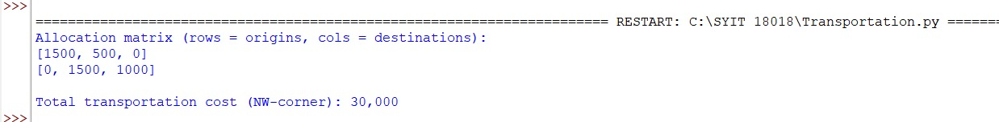 >>>
=========================================================================== RESTART: C:\SYIT 18018\Transportation.py =======
Allocation matrix (rows = origins, cols = destinations):
[1500, 500, 0]
[0, 1500, 1000]
Total transportation cost (NW-corner): 30,000
>>>